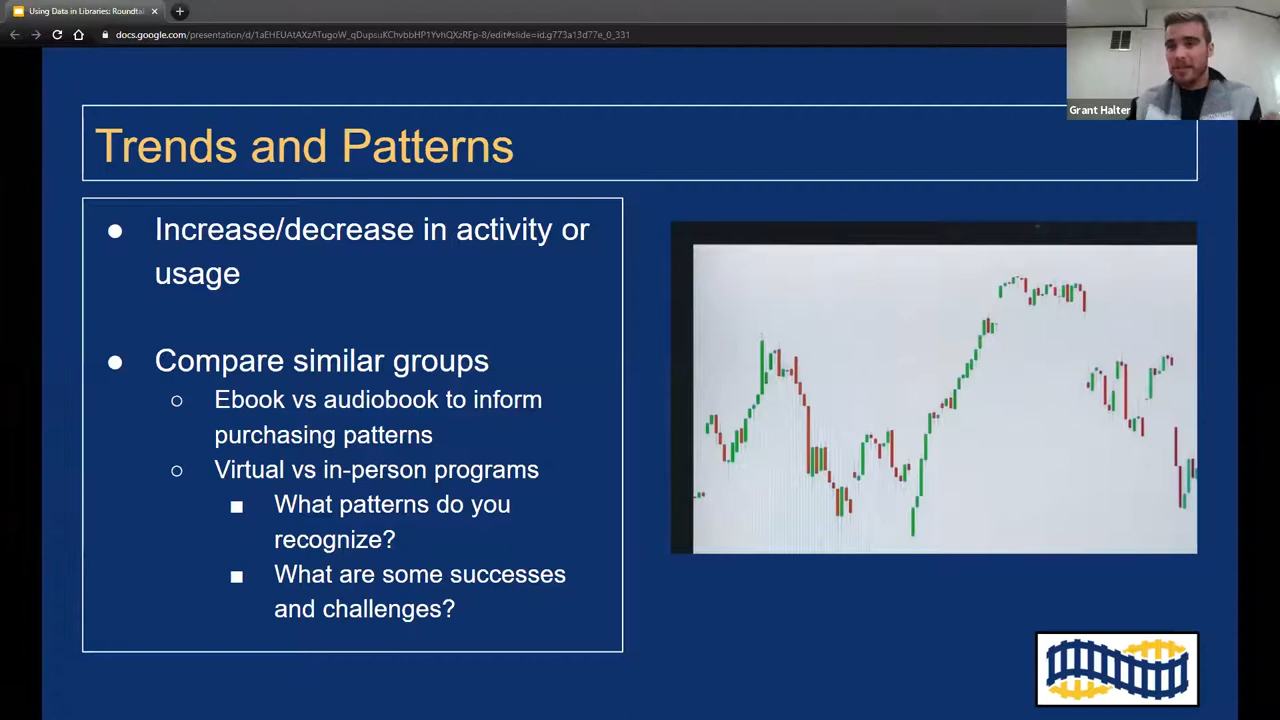 Using Data in Libraries: Roundta
docs.google.com/presentation/d/1aEHEUAtAXzATugoW_qDupsuKChvbbHP1YvhQXzRFp-8/edit#slide=id.g773a13d77e_0_331
Grant Halter
Trends and Patterns
● Increase/decrease in activity or
usage
● Compare similar groups
○ Ebook vs audiobook to inform
purchasing patterns
○ Virtual vs in-person programs
■ What patterns do you
recognize?
■ What are some successes
and challenges?